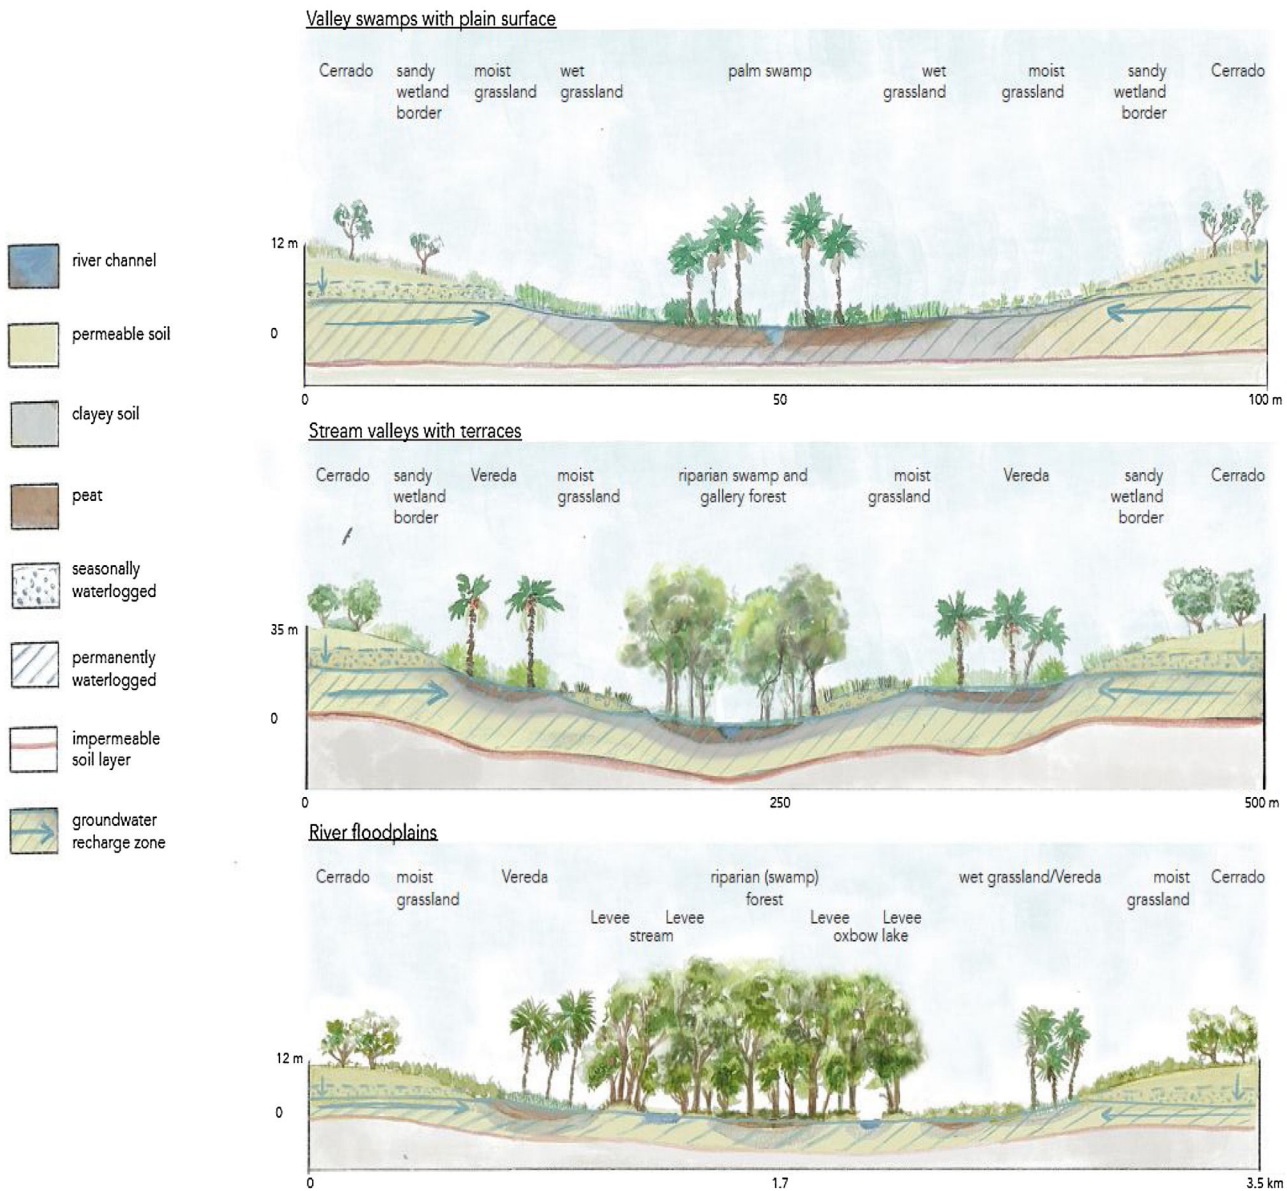 Valley swamps with plain surface
Cerrado
sandy
wetland
border
moist
grassland
wet
grassland
palm swamp
wet
grassland
moist
grassland
sandy
wetland
border
Cerrado
12 m
0
0
50
100 m
river channel
permeable soil
clayey soil
peat
seasonally
waterlogged
permanently
waterlogged
impermeable
soil layer
groundwater
recharge zone
Stream valleys with terraces
Cerrado
sandy
wetland
border
Vereda
moist
grassland
riparian swamp and
gallery forest
moist
grassland
Vereda
sandy
wetland
border
Cerrado
35 m
0
0
250
500 m
River floodplains
Cerrado
moist
grassland
Vereda
riparian (swamp)
forest
wet grassland/Vereda
moist
grassland
Cerrado
Levee
Levee
stream
Levee
Levee
oxbow lake
12 m
0
0
1.7
3.5 km